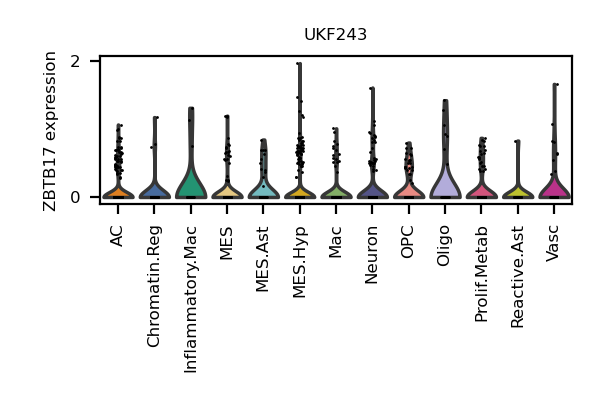 UKF243
ZBTB17 expression
2
0
AC
Chromatin.Reg
Inflammatory.Mac
MES
MES.Ast
MES.Hyp
Mac
Neuron
OPC
Oligo
Prolif.Metab
Reactive.Ast
Vasc